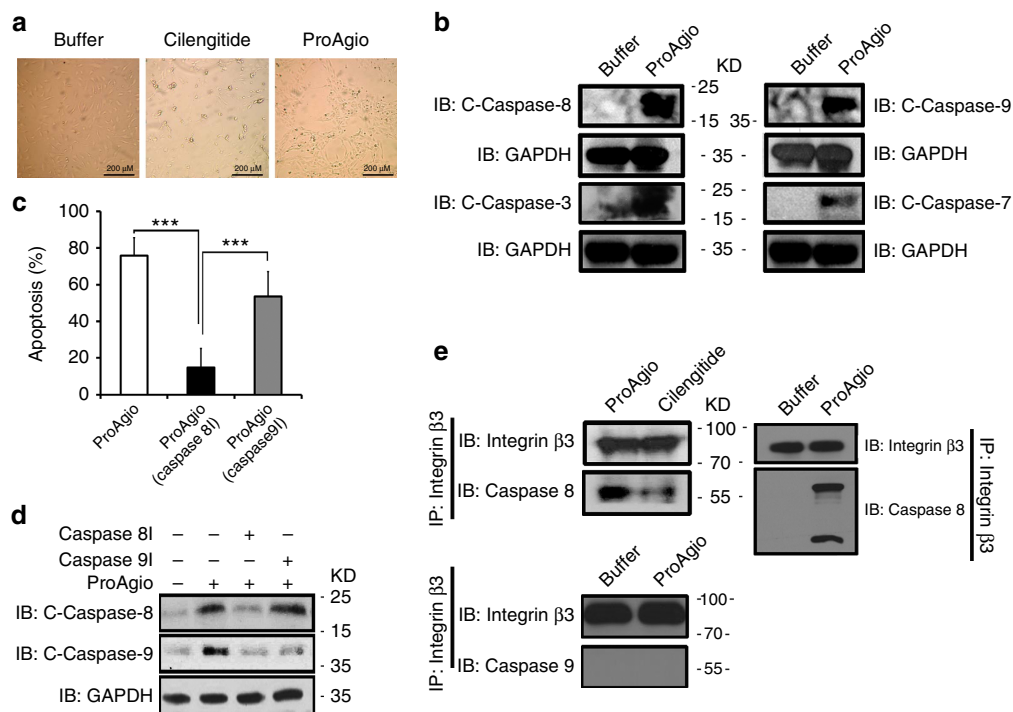 a
Buffer
Cilengitide
ProAgio
200 µM
200 µM
200 µM
b
Buffer
ProAgio
KD
Buffer
ProAgio
IB: C-Caspase-8
-25
-15 35-
IB: C-Caspase-9
IB: GAPDH
- 35 -
IB: GAPDH
IB: C-Caspase-3
- 25 -
- 15 -
IB: C-Caspase-7
IB: GAPDH
- 35 -
IB: GAPDH
c
Apoptosis (%)
100
80
60
40
20
0
***
***
ProAgio
ProAgio
(caspase 8I)
ProAgio
(caspase9I)
d
Caspase 8I – – + –
Caspase 9I – – – +
ProAgio – + + +
KD
IB: C-Caspase-8
- 25
- 15
IB: C-Caspase-9
- 35
IB: GAPDH
- 35
e
ProAgio
Cilengitide
KD
Buffer
ProAgio
IP: Integrin β3
IB: Integrin β3
- 100 -
- 70 -
IB: Integrin β3
IB: Caspase 8
- 55 -
IB: Caspase 8
IP: Integrin β3
Buffer
ProAgio
IP: Integrin β3
IB: Integrin β3
-100-
-70-
IB: Caspase 9
-55-